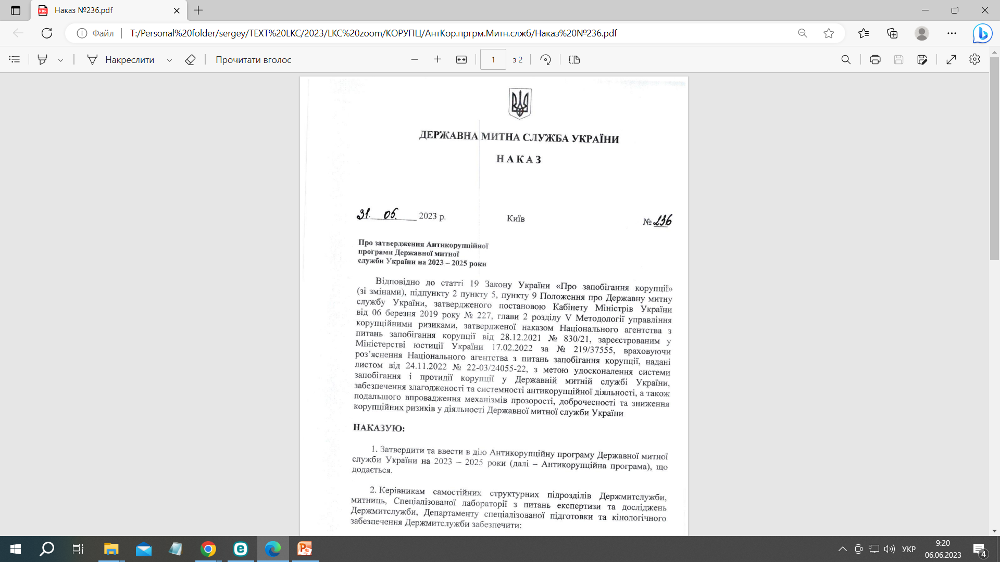 Наказ №236.pdf
Файл
T:/Personal%20folder/sergey/TEXT%20LKC/2023/LKC%20zoom/КОРУПЦ/АнтКор.пргрм.Митн.слжб/Наказ%20№236.pdf
Накреслити
Прочитати вголос
1
з 2
ДЕРЖАВНА МИТНА СЛУЖБА УКРАЇНИ
Н А К А З
31. 05. 2023 р.
Київ
№ 236
Про затвердження Антикорупційної
програми Державної митної
служби України на 2023 – 2025 роки
Відповідно до статті 19 Закону України «Про запобігання корупції»
(зі змінами), підпункту 2 пункту 5, пункту 9 Положення про Державну митну
службу України, затвердженого постановою Кабінету Міністрів України
від 06 березня 2019 року № 227, глави 2 розділу V Методології управління
корупційними ризиками, затвердженої наказом Національного агентства з
питань запобігання корупції від 28.12.2021 № 830/21, зареєстрованим у
Міністерстві юстиції України 17.02.2022 за № 219/37555, враховуючи
роз’яснення Національного агентства з питань запобігання корупції, надані
листом від 24.11.2022 № 22-03/24055-22, з метою удосконалення системи
запобігання і протидії корупції у Державній митній службі України,
забезпечення злагодженості та системності антикорупційної діяльності, а також
подальшого впровадження механізмів прозорості, доброчесності та зниження
корупційних ризиків у діяльності Державної митної служби України
НАКАЗУЮ:
1. Затвердити та ввести в дію Антикорупційну програму Державної митної
служби України на 2023 – 2025 роки (далі – Антикорупційна програма), що
додається.
2. Керівникам самостійних структурних підрозділів Держмитслужби,
митниць, Спеціалізованої лабораторії з питань експертизи та досліджень
Держмитслужби, Департаменту спеціалізованої підготовки та кінологічного
забезпечення Держмитслужби забезпечити:
УКР
9:20
06.06.2023
4